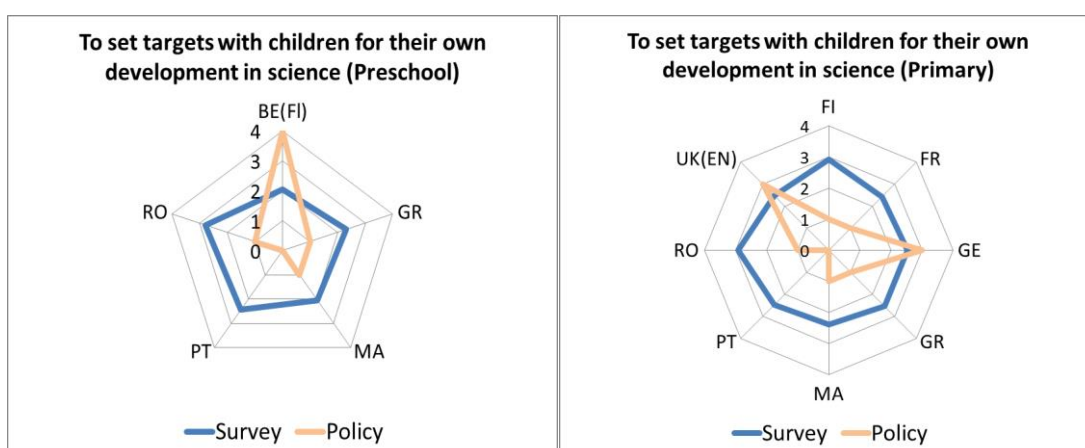 To set targets with children for their own
development in science (Preschool)
BE(Fl)
4
3
2
1
0
RO
GR
PT
MA
Survey
Policy
To set targets with children for their own
development in science (Primary)
FI
4
3
2
1
0
UK(EN)
FR
RO
GE
PT
GR
MA
Survey
Policy